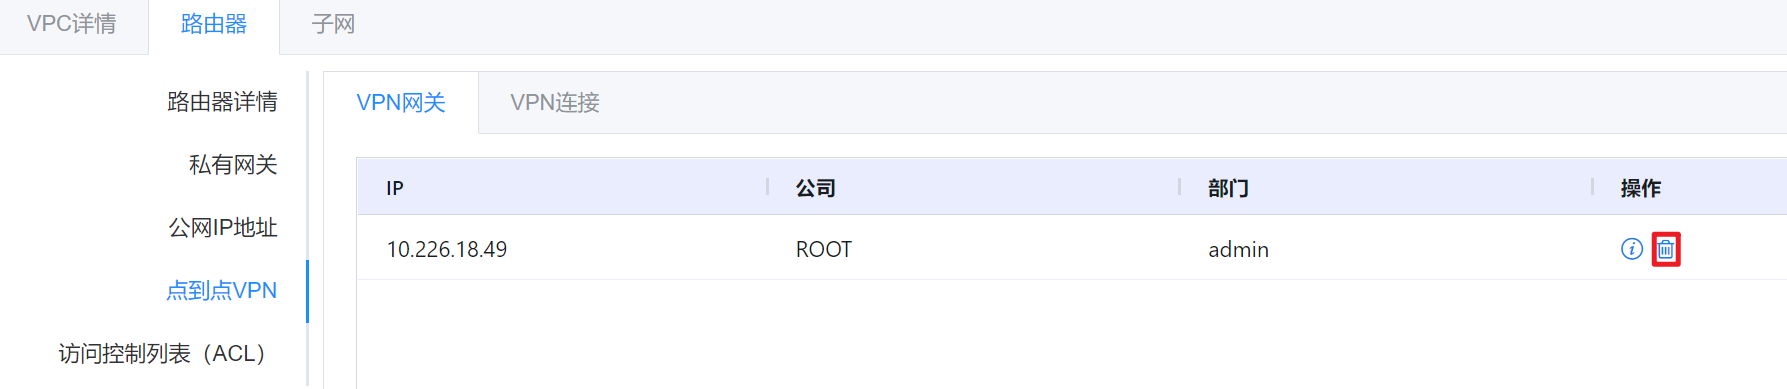 VPC详情 路由器 子网
路由器详情
私有网关
公网IP地址
点到点VPN
访问控制列表（ACL）
VPN网关 VPN连接
IP 公司 部门 操作
10.226.18.49 ROOT admin